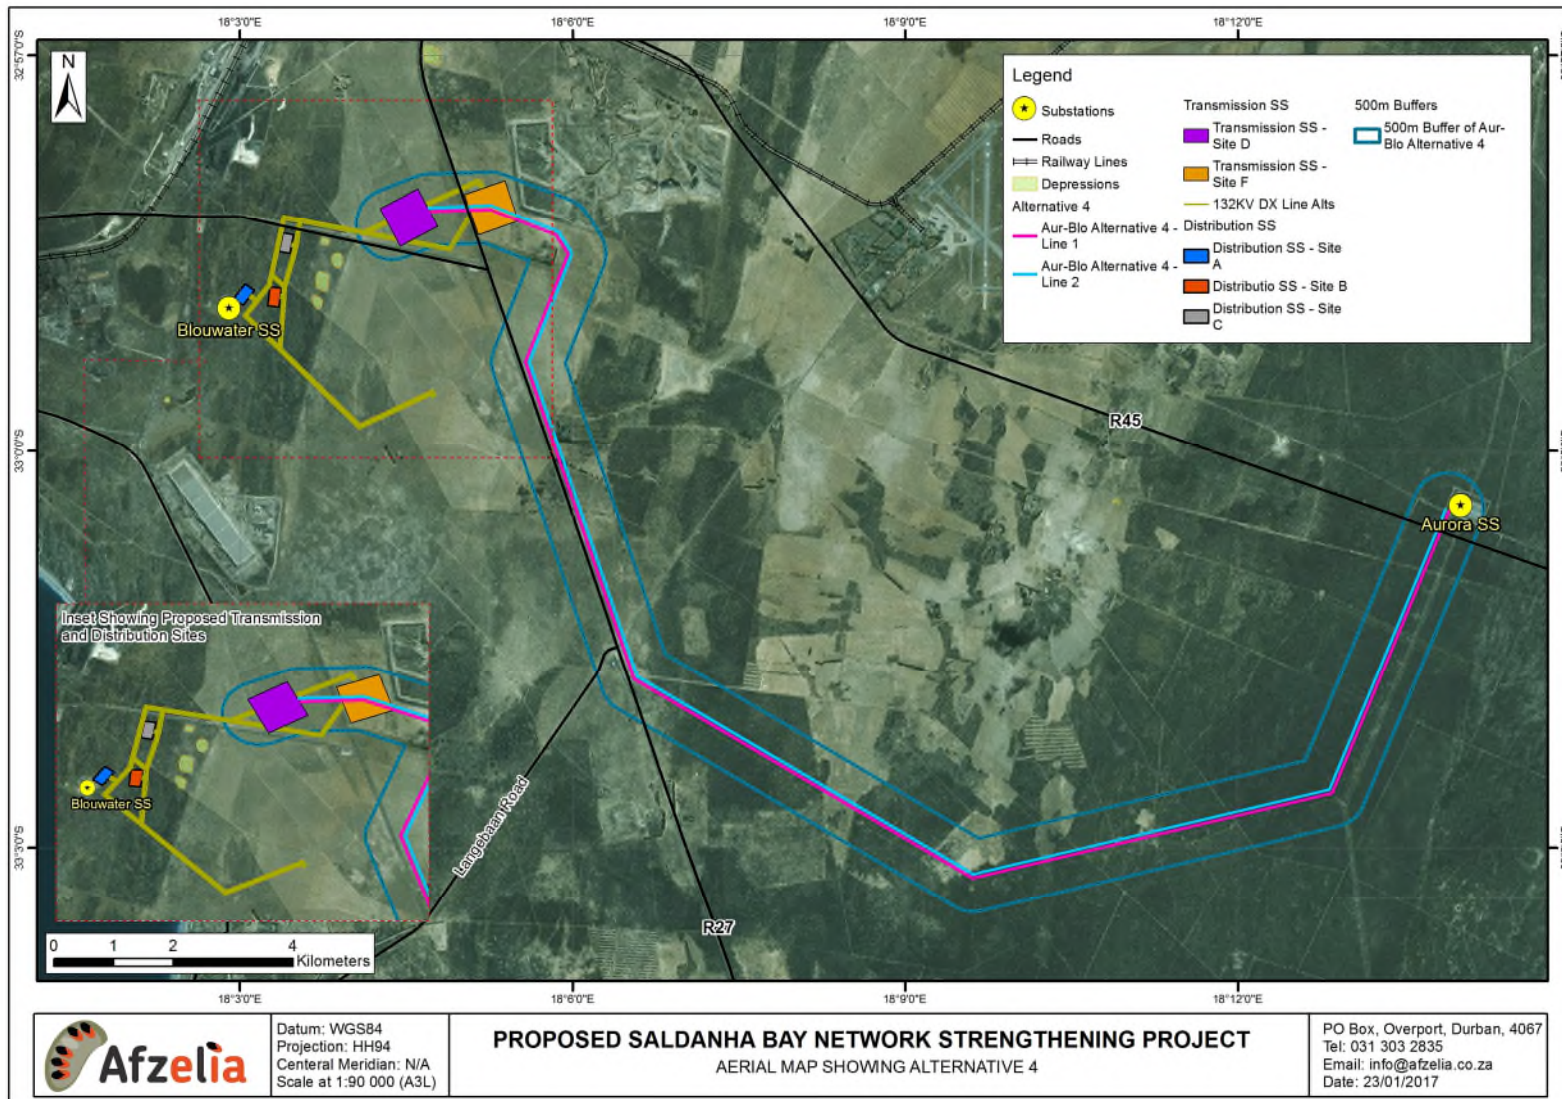 18°3'0"E
18°6'0"E
18°9'0"E
18°12'0"E
32°57'0"S
N
Legend
Substations
Roads
Railway Lines
Depressions
Alternative 4
Aur-Blo Alternative 4 -
Line 1
Aur-Blo Alternative 4 -
Line 2
Transmission SS
Transmission SS -
Site D
Transmission SS -
Site F
132KV DX Line Alts
Distribution SS
Distribution SS - Site
A
Distributio SS - Site B
Distribution SS - Site
C
500m Buffers
500m Buffer of Aur-
Blo Alternative 4
Blouwater SS
R45
33°0'0"S
Aurora SS
Inset Showing Proposed Transmission
and Distribution Sites
Blouwater SS
Langebaan Road
33°3'0"S
R27
0 1 2 4
Kilometers
18°3'0"E
18°6'0"E
18°9'0"E
18°12'0"E
Afzelia
Datum: WGS84
Projection: HH94
Centeral Meridian: N/A
Scale at 1:90 000 (A3L)
PROPOSED SALDANHA BAY NETWORK STRENGTHENING PROJECT
AERIAL MAP SHOWING ALTERNATIVE 4
PO Box, Overport, Durban, 4067
Tel: 031 303 2835
Email: info@afzelia.co.za
Date: 23/01/2017